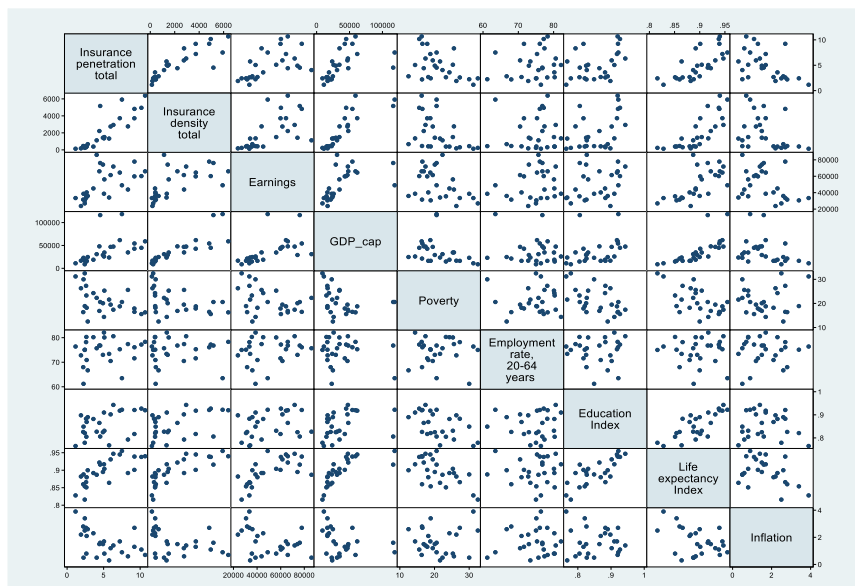 0 2000 4000 6000
0 50000 100000
60 70 80
.8 .85 .9 .95
Insurance
penetration
total
0 5 10
0 2000 4000 6000
Insurance
density
total
Earnings
20000 40000 60000 80000
0 50000 100000
GDP_cap
Poverty
10 20 30
60 70 80
Employment
rate,
20-64
years
Education
Index
.8 .9 1
.8 .85 .9 .95
Life
expectancy
Index
Inflation
0 2 4
0 5 10
20000 40000 60000 80000
10 20 30
.8 .9 1
0 2 4